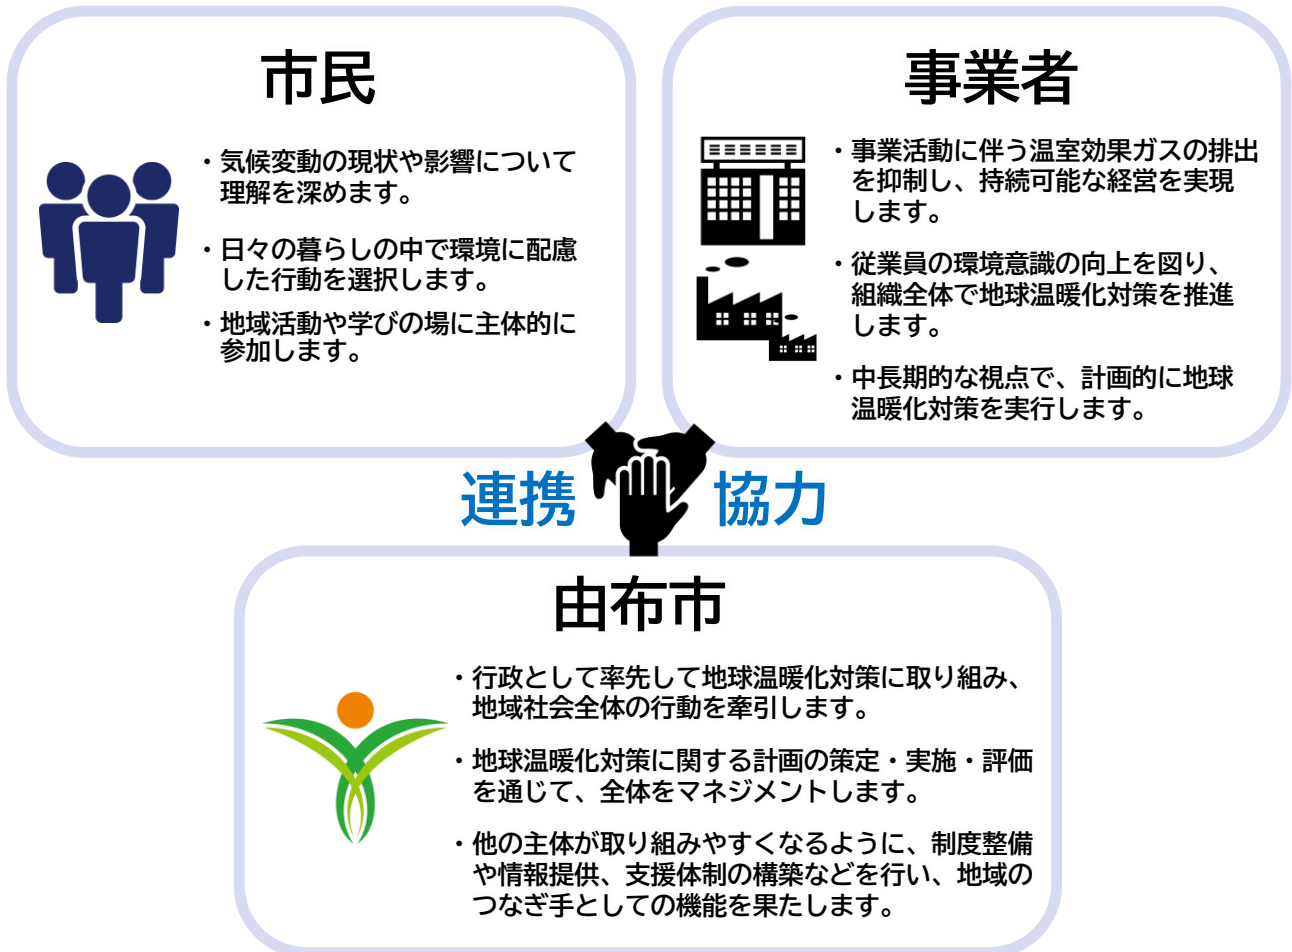 市民
・気候変動の現状や影響について
理解を深めます。
・日々の暮らしの中で環境に配慮
した行動を選択します。
・地域活動や学びの場に主体的に
参加します。
事業者
・事業活動に伴う温室効果ガスの排出
を抑制し、持続可能な経営を実現
します。
・従業員の環境意識の向上を図り、
組織全体で地球温暖化対策を推進
します。
・中長期的な視点で、計画的に地球
温暖化対策を実行します。
連携 協力
由布市
・行政として率先して地球温暖化対策に取り組み、
地域社会全体の行動を牽引します。
・地球温暖化対策に関する計画の策定・実施・評価
を通じて、全体をマネジメントします。
・他の主体が取り組みやすくなるように、制度整備
や情報提供、支援体制の構築などを行い、地域の
つなぎ手としての機能を果たします。